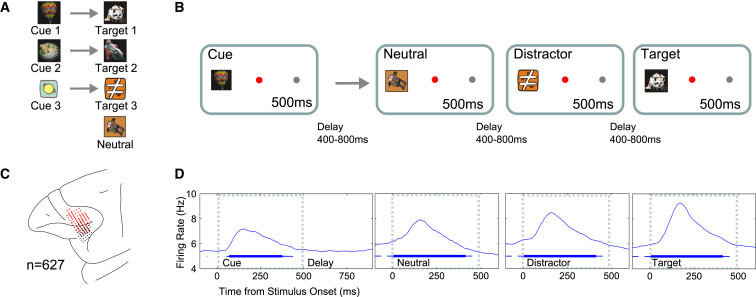 A
Cue 1
Target 1
Cue 2
Target 2
Cue 3
Target 3
Neutral
B
Cue
500ms
Delay
400-800ms
Neutral
500ms
Delay
400-800ms
Distractor
500ms
Delay
400-800ms
Target
500ms
C
n=627
D
Firing Rate (Hz)
10
8
6
4
Cue
Delay
0
250
500
750
Neutral
0
500
Distractor
0
500
Target
0
500
Time from Stimulus Onset (ms)